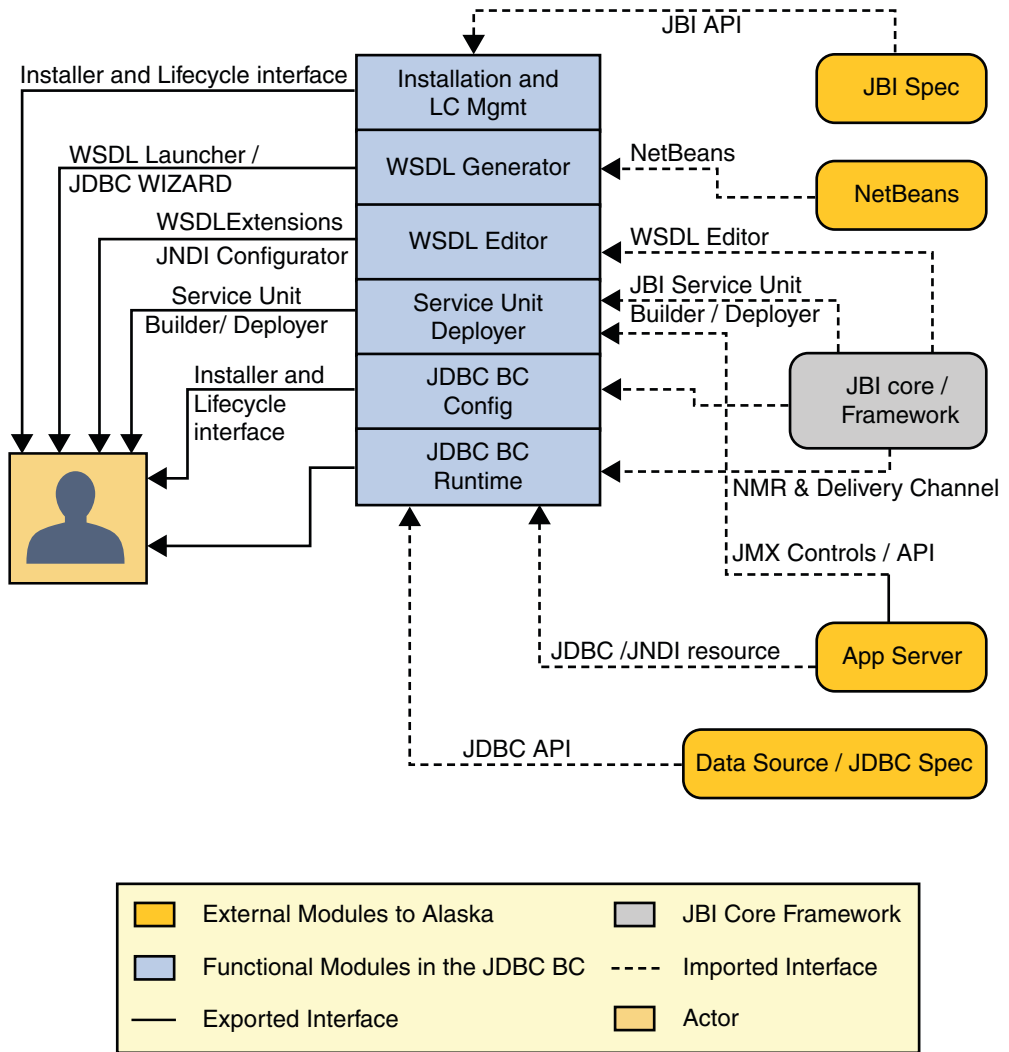 JBI API
Installer and Lifecycle interface
Installation and
LC Mgmt
JBI Spec
WSDL Launcher /
JDBC WIZARD
WSDL Generator
NetBeans
NetBeans
WSDLExtensions
JNDI Configurator
WSDL Editor
WSDL Editor
Service Unit
Builder/ Deployer
Service Unit
Deployer
JBI Service Unit
Builder / Deployer
Installer and
Lifecycle
interface
JDBC BC
Config
JBI core /
Framework
JDBC BC
Runtime
NMR & Delivery Channel
JMX Controls / API
JDBC /JNDI resource
App Server
JDBC API
Data Source / JDBC Spec
External Modules to Alaska
JBI Core Framework
Functional Modules in the JDBC BC
Imported Interface
Exported Interface
Actor